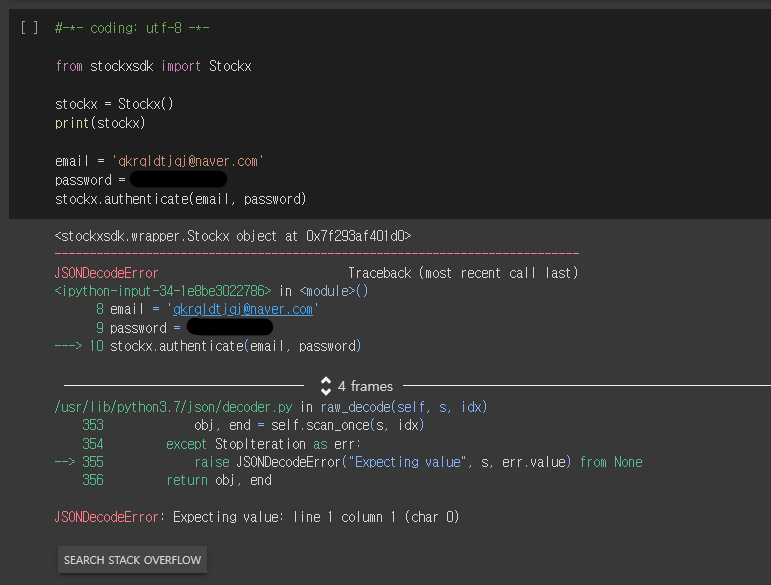 [ ] #-*- coding: utf-8 -*-
from stockxsdk import Stockx
stockx = Stockx()
print(stockx)
email = 'gkrgldtjgj@naver.com'
password =
stockx.authenticate(email, password)
<stockxsdk.wrapper.Stockx object at 0x7f293af401d0>
---------------------------------------------------------------------------
JSONDecodeError Traceback (most recent call last)
<ipython-input-34-1e8be3022786> in <module>()
8 email = 'gkrgldtjgj@naver.com'
9 password =
---> 10 stockx.authenticate(email, password)
4 frames
/usr/lib/python3.7/json/decoder.py in raw_decode(self, s, idx)
353 obj, end = self.scan_once(s, idx)
354 except StopIteration as err:
--> 355 raise JSONDecodeError("Expecting value", s, err.value) from None
356 return obj, end
JSONDecodeError: Expecting value: line 1 column 1 (char 0)
SEARCH STACK OVERFLOW